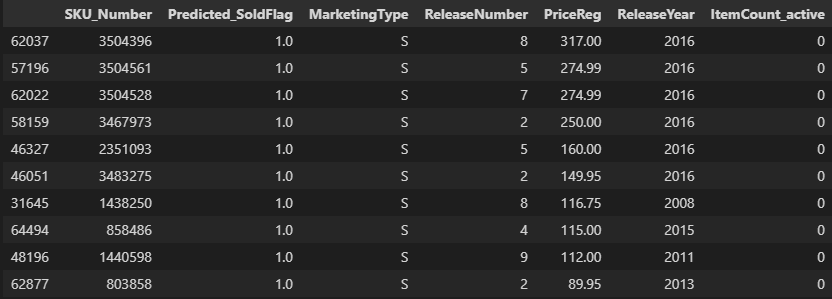 SKU_Number Predicted_SoldFlag MarketingType ReleaseNumber PriceReg ReleaseYear ItemCount_active
62037 3504396 1.0 S 8 317.00 2016 0
57196 3504561 1.0 S 5 274.99 2016 0
62022 3504528 1.0 S 7 274.99 2016 0
58159 3467973 1.0 S 2 250.00 2016 0
46327 2351093 1.0 S 5 160.00 2016 0
46051 3483275 1.0 S 2 149.95 2016 0
31645 1438250 1.0 S 8 116.75 2008 0
64494 858486 1.0 S 4 115.00 2015 0
48196 1440598 1.0 S 9 112.00 2011 0
62877 803858 1.0 S 2 89.95 2013 0